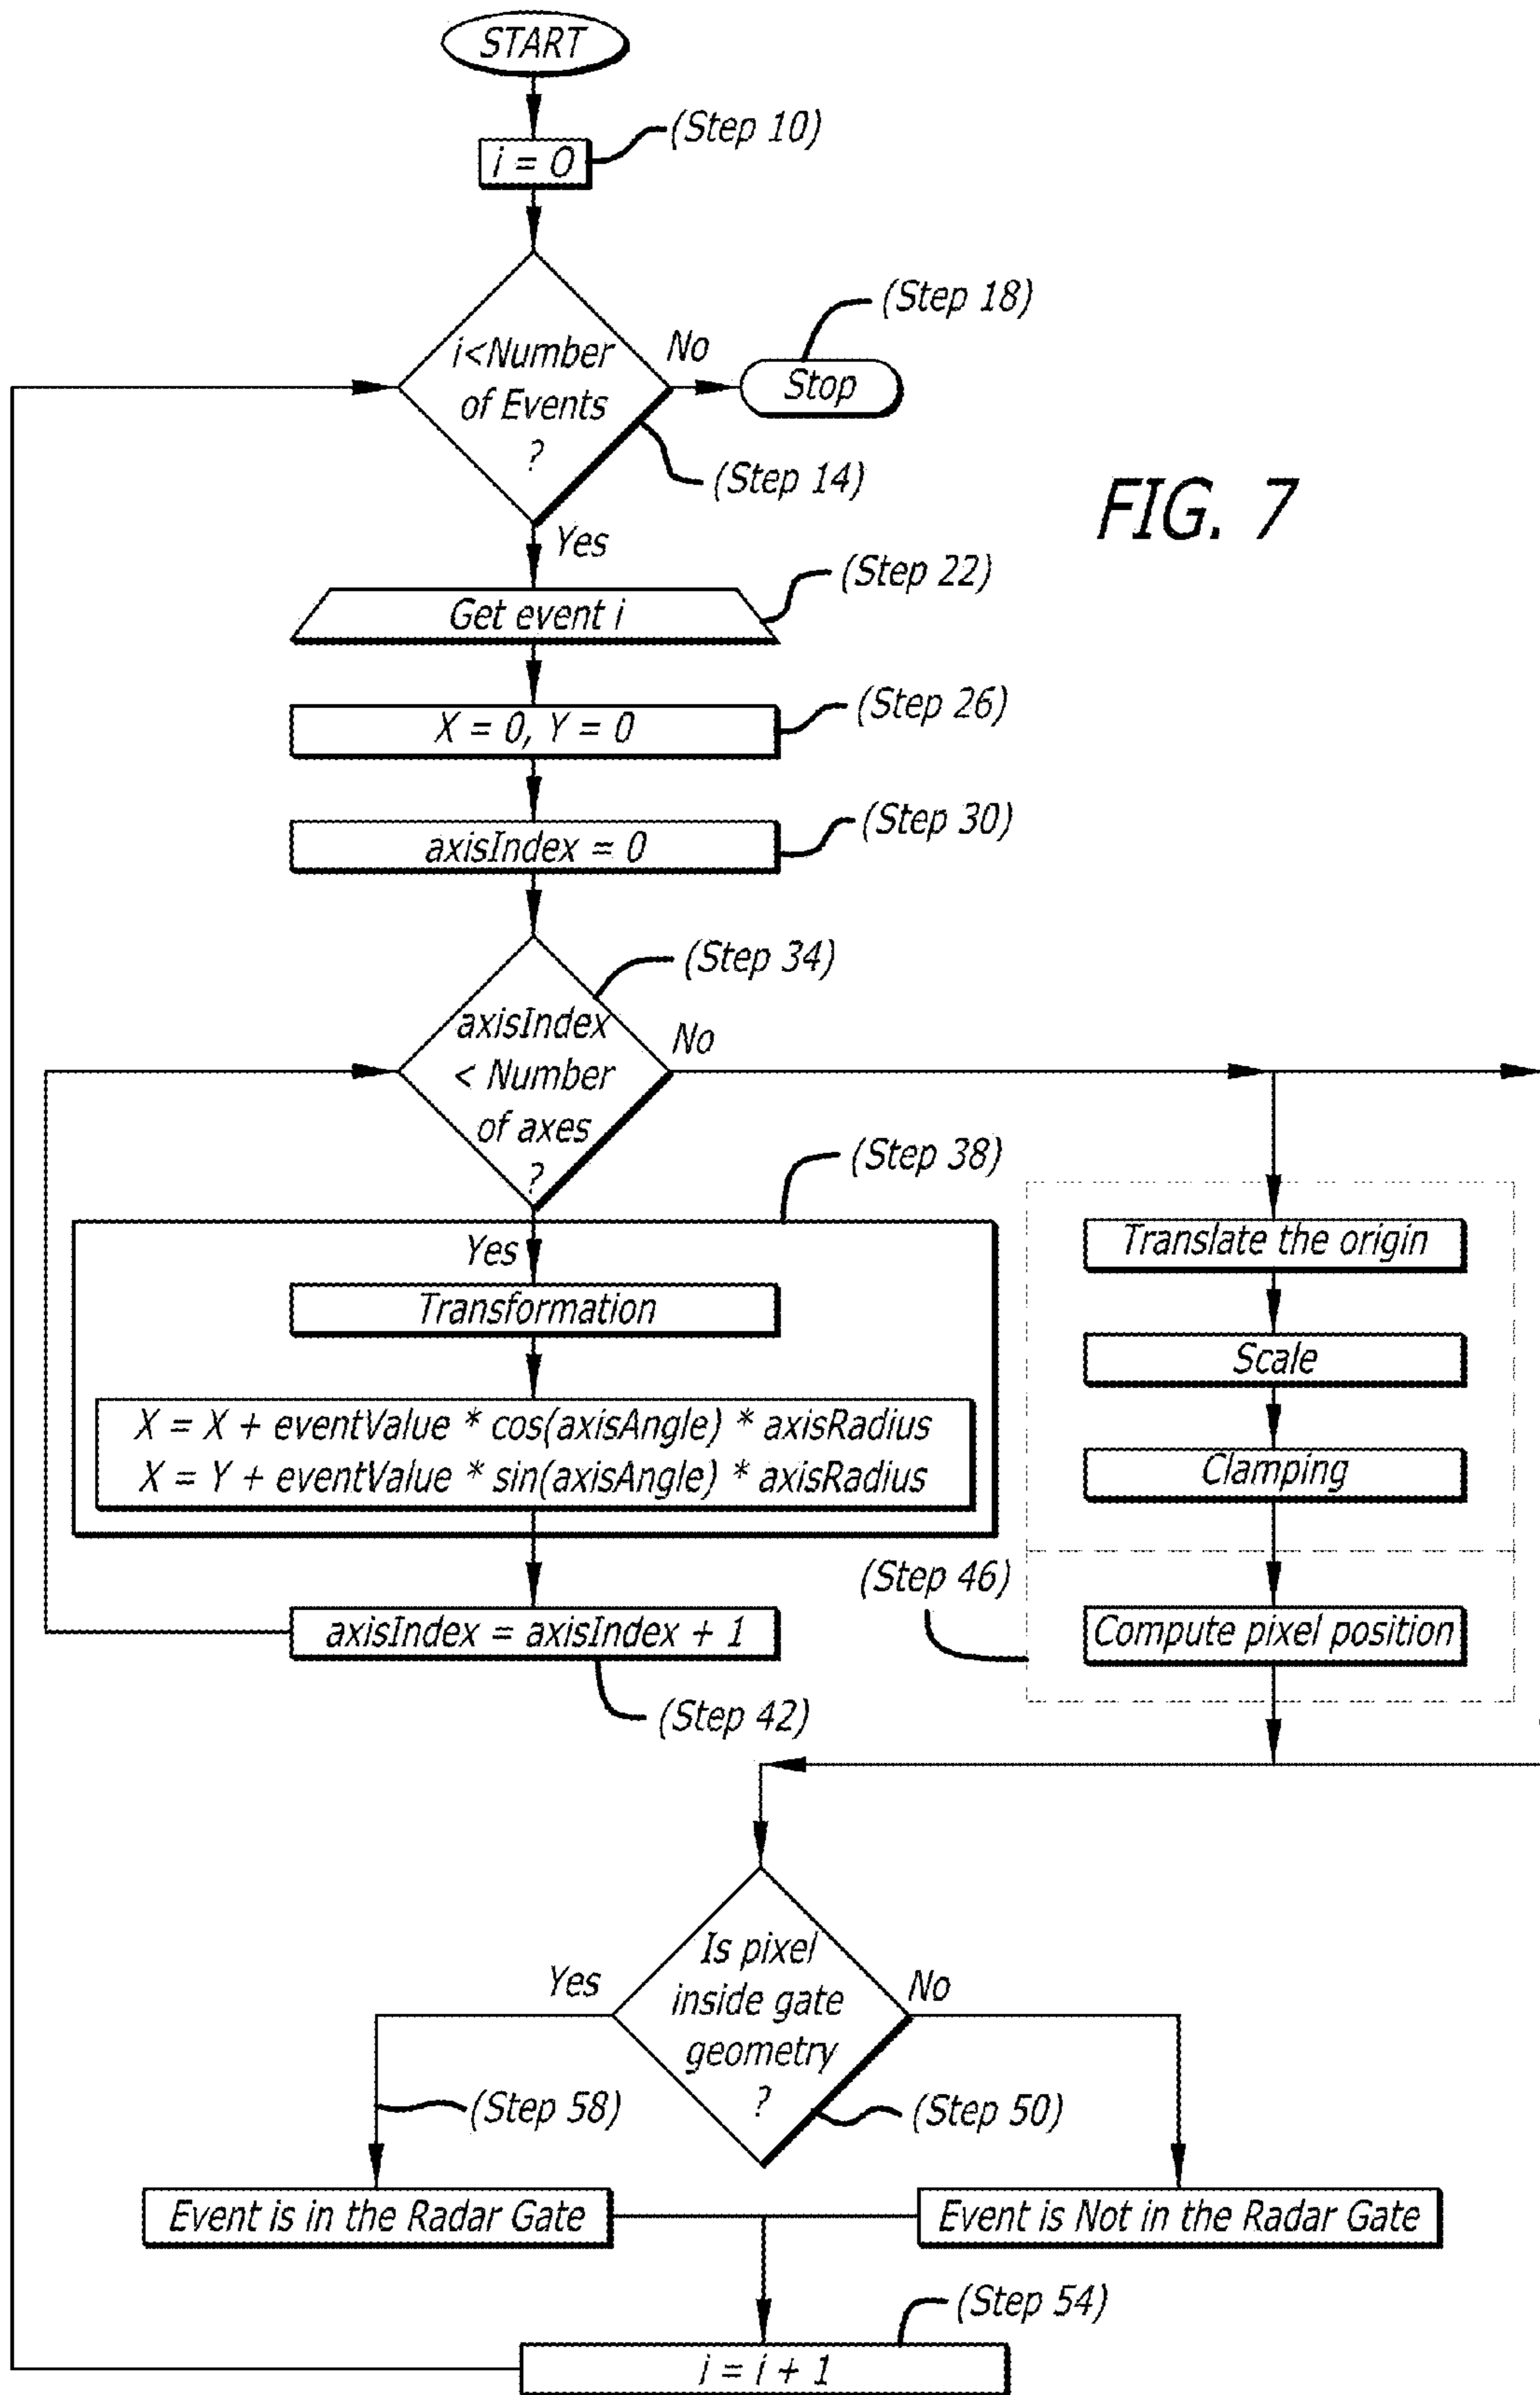 START
(Step 10)
i = 0
(Step 18)
i<Number
of Events
?
No
Stop
(Step 14)
FIG. 7
Yes
(Step 22)
Get event i
(Step 26)
X = 0, Y = 0
(Step 30)
axisIndex = 0
(Step 34)
axisIndex
< Number
of axes
?
No
(Step 38)
Yes
Transformation
X = X + eventValue * cos(axisAngle) * axisRadius
X = Y + eventValue * sin(axisAngle) * axisRadius
axisIndex = axisIndex + 1
(Step 42)
Translate the origin
Scale
Clamping
(Step 46)
Compute pixel position
Is pixel
inside gate
geometry
?
Yes
No
(Step 58)
(Step 50)
Event is in the Radar Gate
Event is Not in the Radar Gate
(Step 54)
i = i + 1